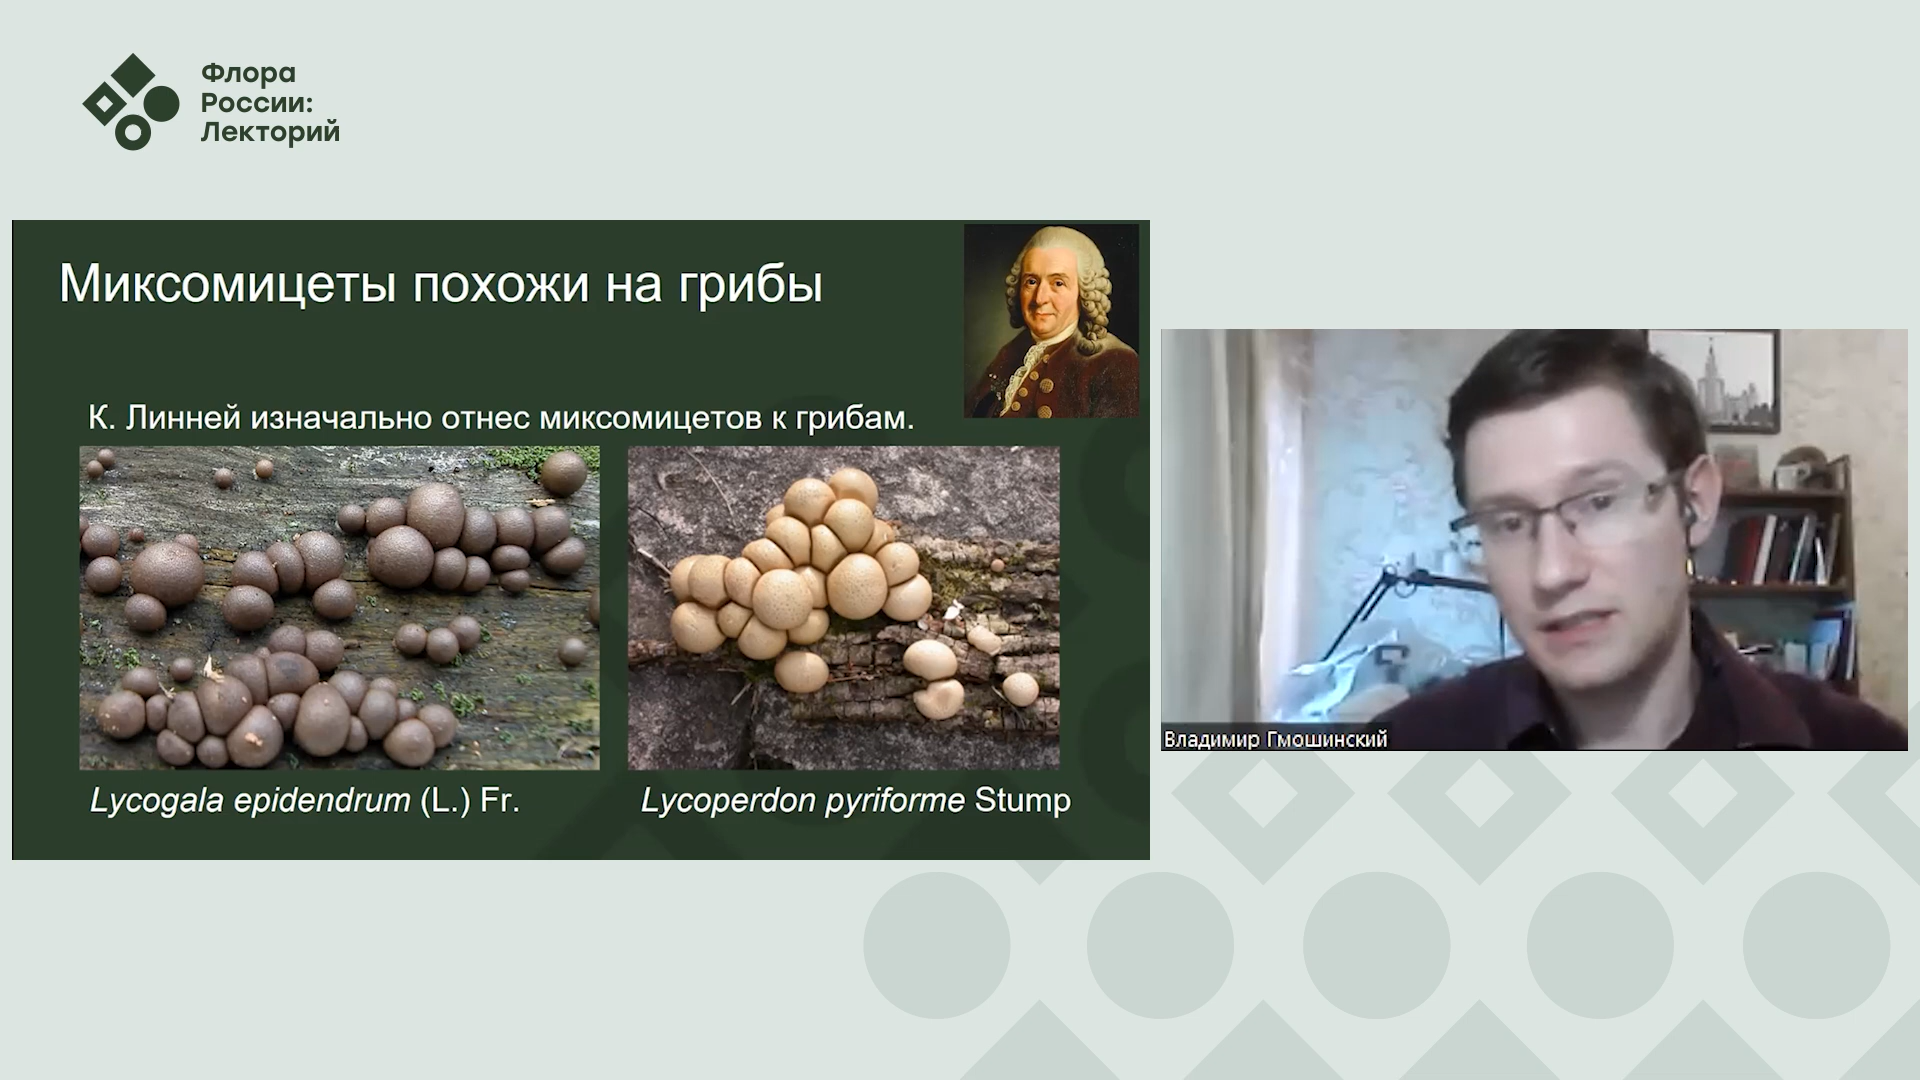 Флора
России:
Лекторий
Миксомицеты похожи на грибы
К. Линней изначально отнес миксомицетов к грибам.
Lycogala epidendrum (L.) Fr.
Lycoperdon pyriforme Stump
Владимир Гмошинский